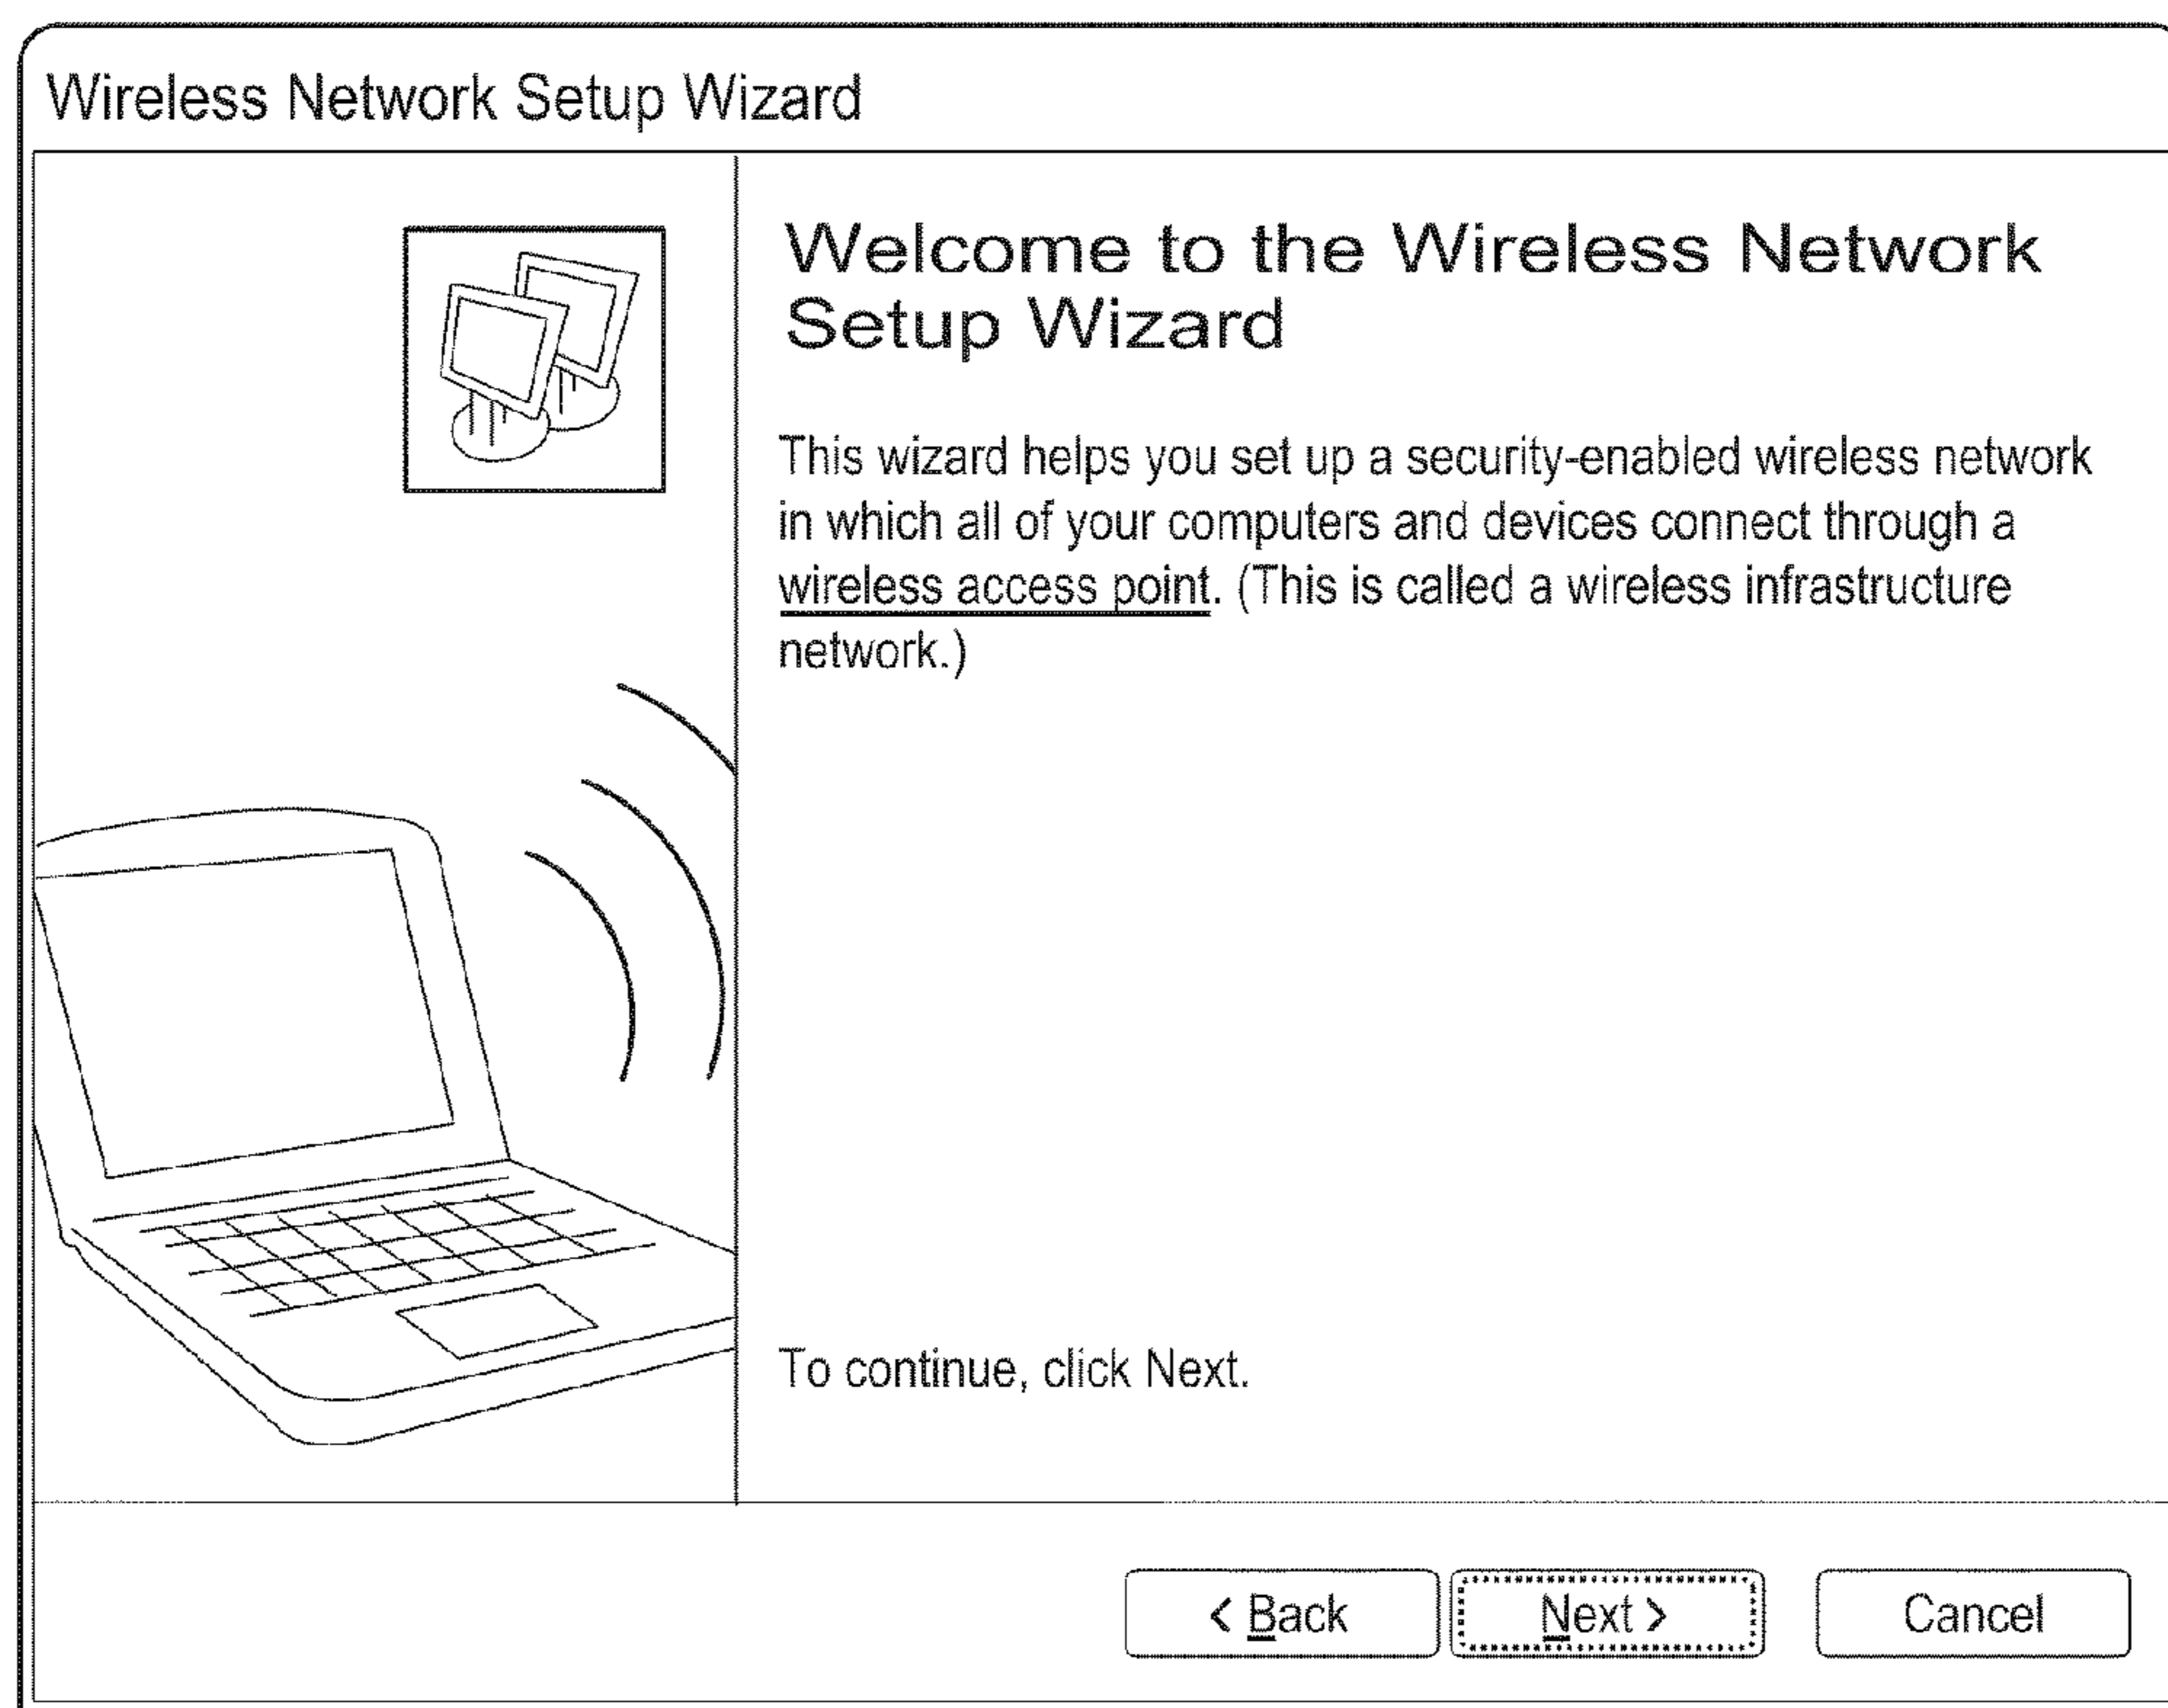 Wireless Network Setup Wizard
Welcome to the Wireless Network
Setup Wizard
This wizard helps you set up a security-enabled wireless network
in which all of your computers and devices connect through a
wireless access point. (This is called a wireless infrastructure
network.)
To continue, click Next.
< Back
Next >
Cancel